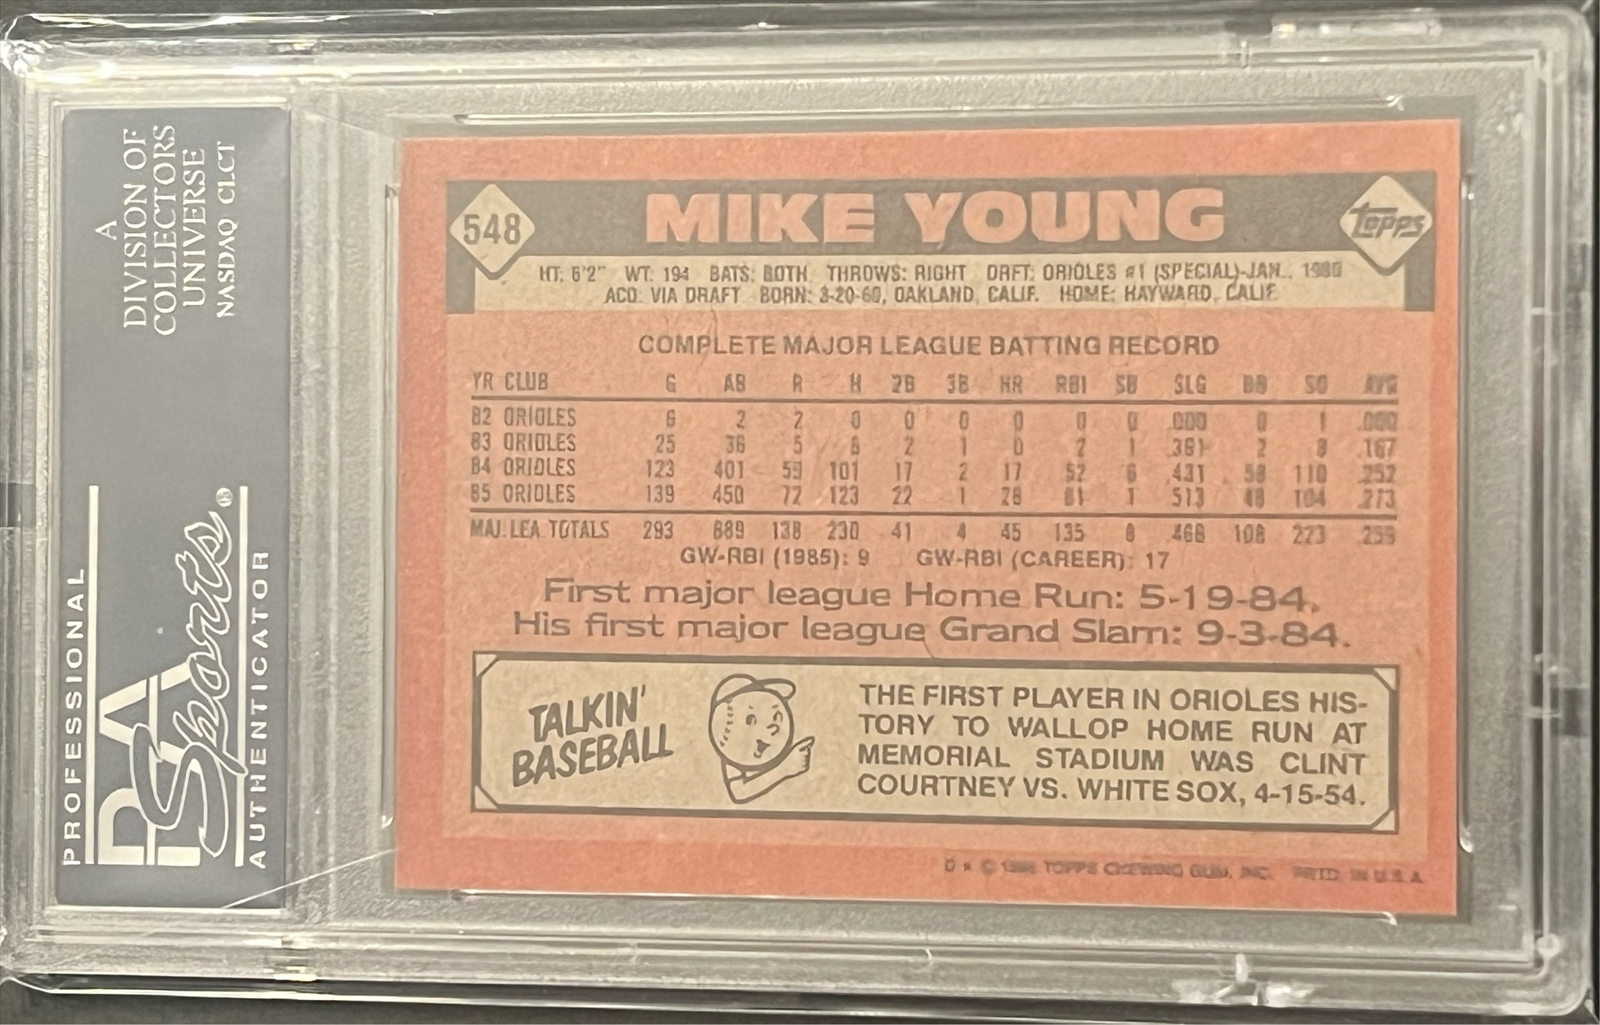 A
DIVISION OF
COLLECTORS
UNIVERSE
NASDAQ CLCT
PROFESSIONAL
PSA
Sports
AUTHENTICATOR
548 MIKE YOUNG Topps
HT: 6'2" WT: 194 BATS: BOTH THROWS: RIGHT DRFT: ORIOLES #1 (SPECIAL)-JAN., 1980
ACQ: VIA DRAFT BORN: 3-20-60, OAKLAND, CALIF. HOME: HAYWARD, CALIF.
COMPLETE MAJOR LEAGUE BATTING RECORD
YR CLUB G AB R H 2B 3B HR RBI SB SLG BB SO AVG
82 ORIOLES 6 2 2 0 0 0 0 0 0 .000 0 1 .000
83 ORIOLES 25 36 5 6 2 1 0 2 1 2 .167
84 ORIOLES 123 401 59 101 17 2 17 52 6 .431 58 110 .252
85 ORIOLES 139 450 72 123 22 1 28 81 1 .513 48 104 .273
MAJ. LEA. TOTALS 293 889 138 230 41 4 45 135 8 .468 108 223 .259
GW-RBI (1985): 9 GW-RBI (CAREER): 17
First major league Home Run: 5-19-84.
His first major league Grand Slam: 9-3-84.
TALKIN'
BASEBALL
THE FIRST PLAYER IN ORIOLES HIS-
TORY TO WALLOP HOME RUN AT
MEMORIAL STADIUM WAS CLINT
COURTNEY VS. WHITE SOX, 4-15-54.
D * © 1986 TOPPS CHEWING GUM, INC. PRTD. IN U.S.A.